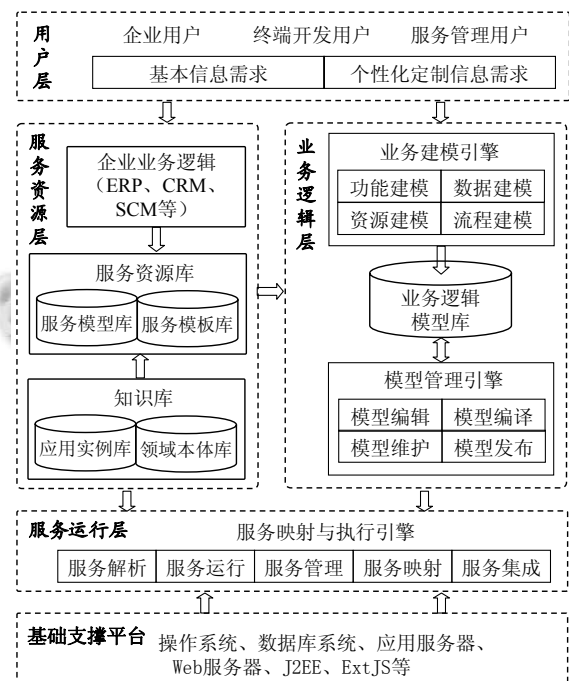 用户层
企业用户 终端开发用户 服务管理用户
基本信息需求 个性化定制信息需求
服务资源层
企业业务逻辑
（ERP、CRM、
SCM等）
服务资源库
服务模型库 服务模板库
知识库
应用实例库 领域本体库
业务逻辑层
业务建模引擎
功能建模 数据建模
资源建模 流程建模
业务逻辑
模型库
模型管理引擎
模型编辑 模型编译
模型维护 模型发布
服务运行层 服务映射与执行引擎
服务解析 服务运行 服务管理 服务映射 服务集成
基础支撑平台 操作系统、数据库系统、应用服务器、
Web服务器、J2EE、ExtJS等